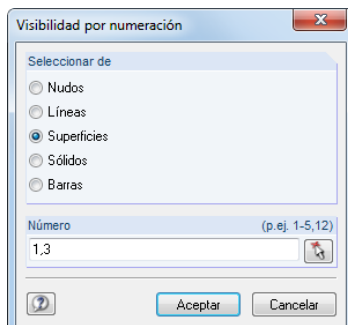 Visibilidad por numeración
Seleccionar de
Nudos
Líneas
Superficies
Sólidos
Barras
Número (p.ej. 1-5,12)
1,3
Aceptar Cancelar